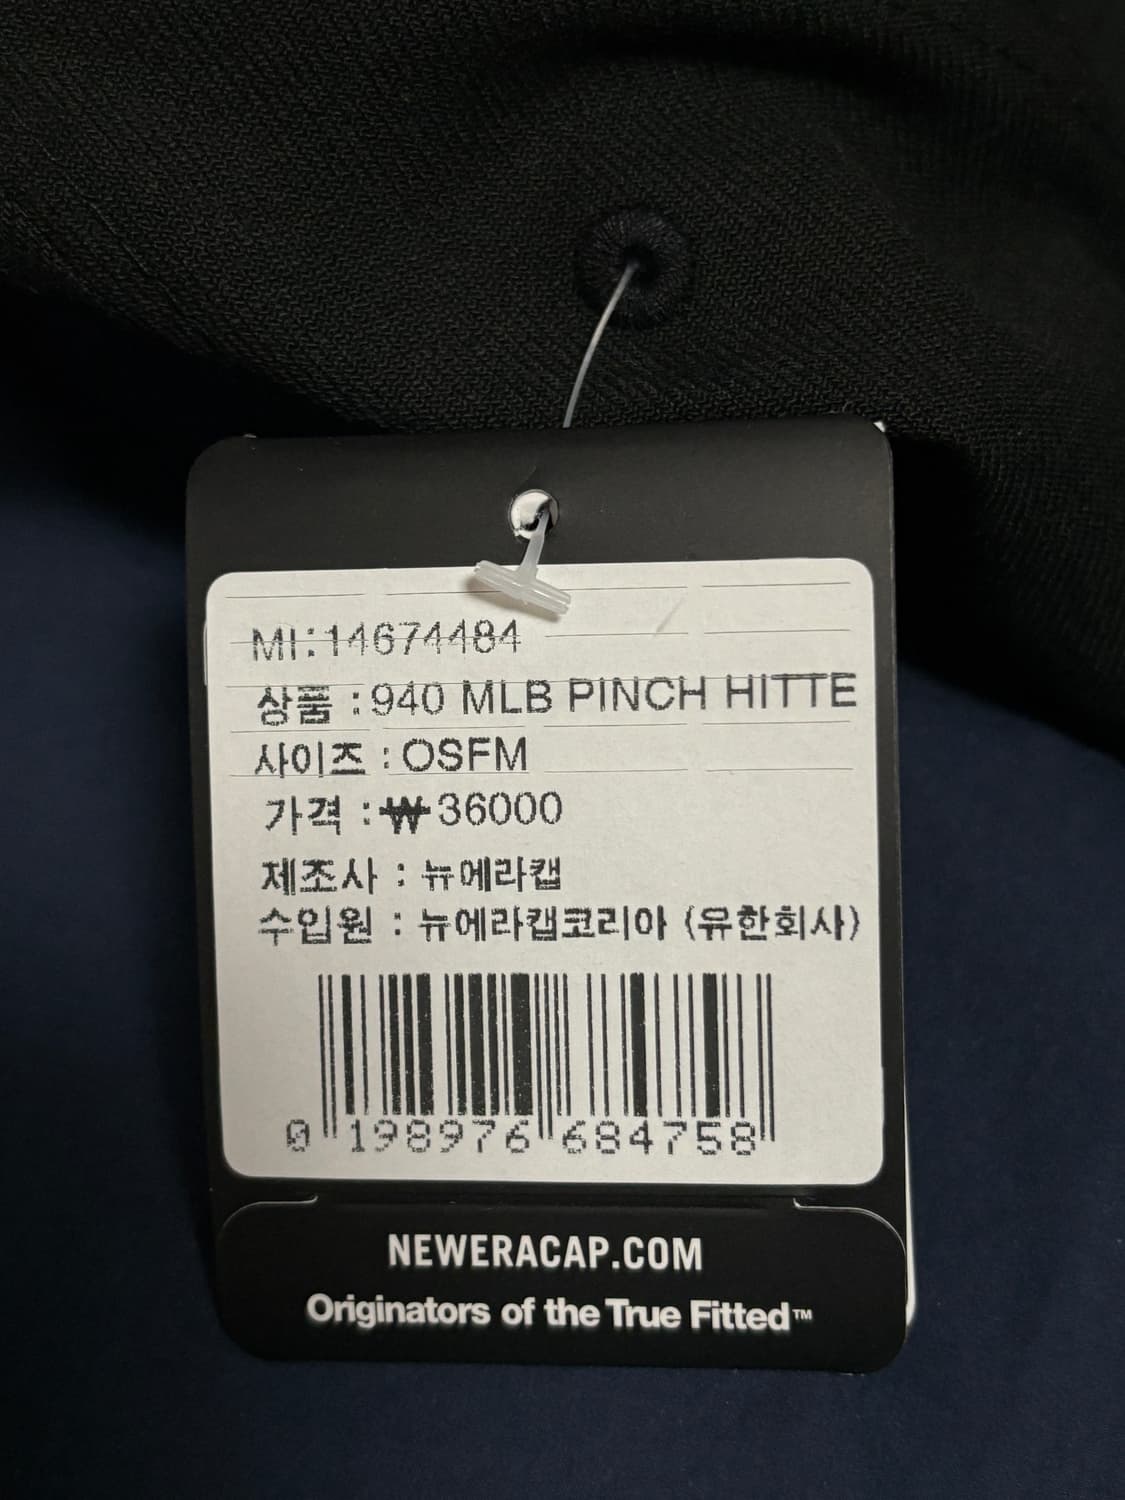 MI:14674484
상품 :940 MLB PINCH HITTE
사이즈 : OSFM
가격 :₩36000
제조사 : 뉴에라캡
수입원 : 뉴에라캡코리아 (유한회사)
0 198976 684758
NEWERACAP.COM
Originators of the True Fitted™